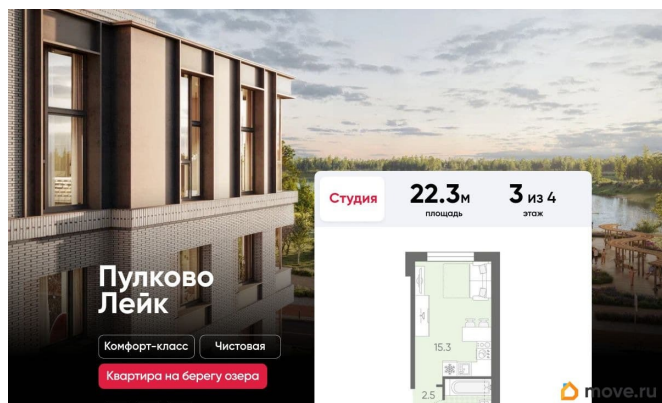 Студия
22.3м
площадь
3 из 4
этаж
Пулково
Лейк
Комфорт-класс
Чистовая
Квартира на берегу озера
15.3
2.5
move.ru